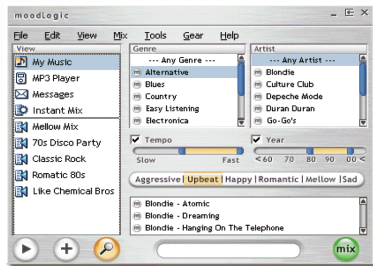 moodLogic
File Edit View Mix Tools Gear Help
View
My Music
MP3 Player
Messages
Instant Mix
Mellow Mix
70s Disco Party
Classic Rock
Romatic 80s
Like Chemical Bros
Genre
--- Any Genre ---
Alternative
Blues
Country
Easy Listening
Electronica
Artist
--- Any Artist ---
Blondie
Culture Club
Depeche Mode
Duran Duran
Go-Go's
Tempo
Slow Fast
Year
<60 70 80 90 00<
Aggressive| Upbeat |Happy |Romantic |Mellow |Sad
Blondie - Atomic
Blondie - Dreaming
Blondie - Hanging On The Telephone
mix